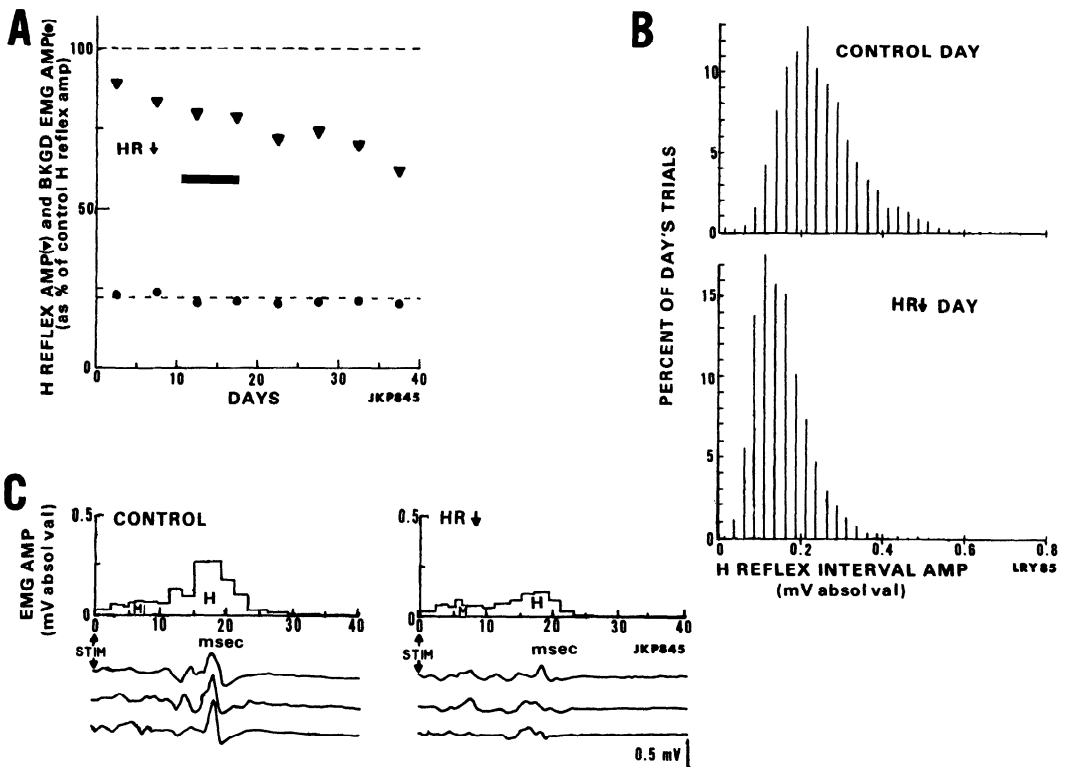 A
H REFLEX AMP(▼) and BKGD EMG AMP(●)
(as % of control H reflex amp)
100
50
0
HR ↓
0 10 20 30 40
DAYS
JKP845
B
PERCENT OF DAY'S TRIALS
CONTROL DAY
10
5
0
HR↓ DAY
15
10
5
0
0 0.2 0.4 0.6 0.8
H REFLEX INTERVAL AMP
(mV absol val)
LRY85
C
EMG AMP
(mV absol val)
0.5
0
CONTROL
H
H
0 10 20 30 40
msec
STIM
0.5
0
HR ↓
H
H
0 10 20 30 40
msec
STIM
JKP845
0.5 mV